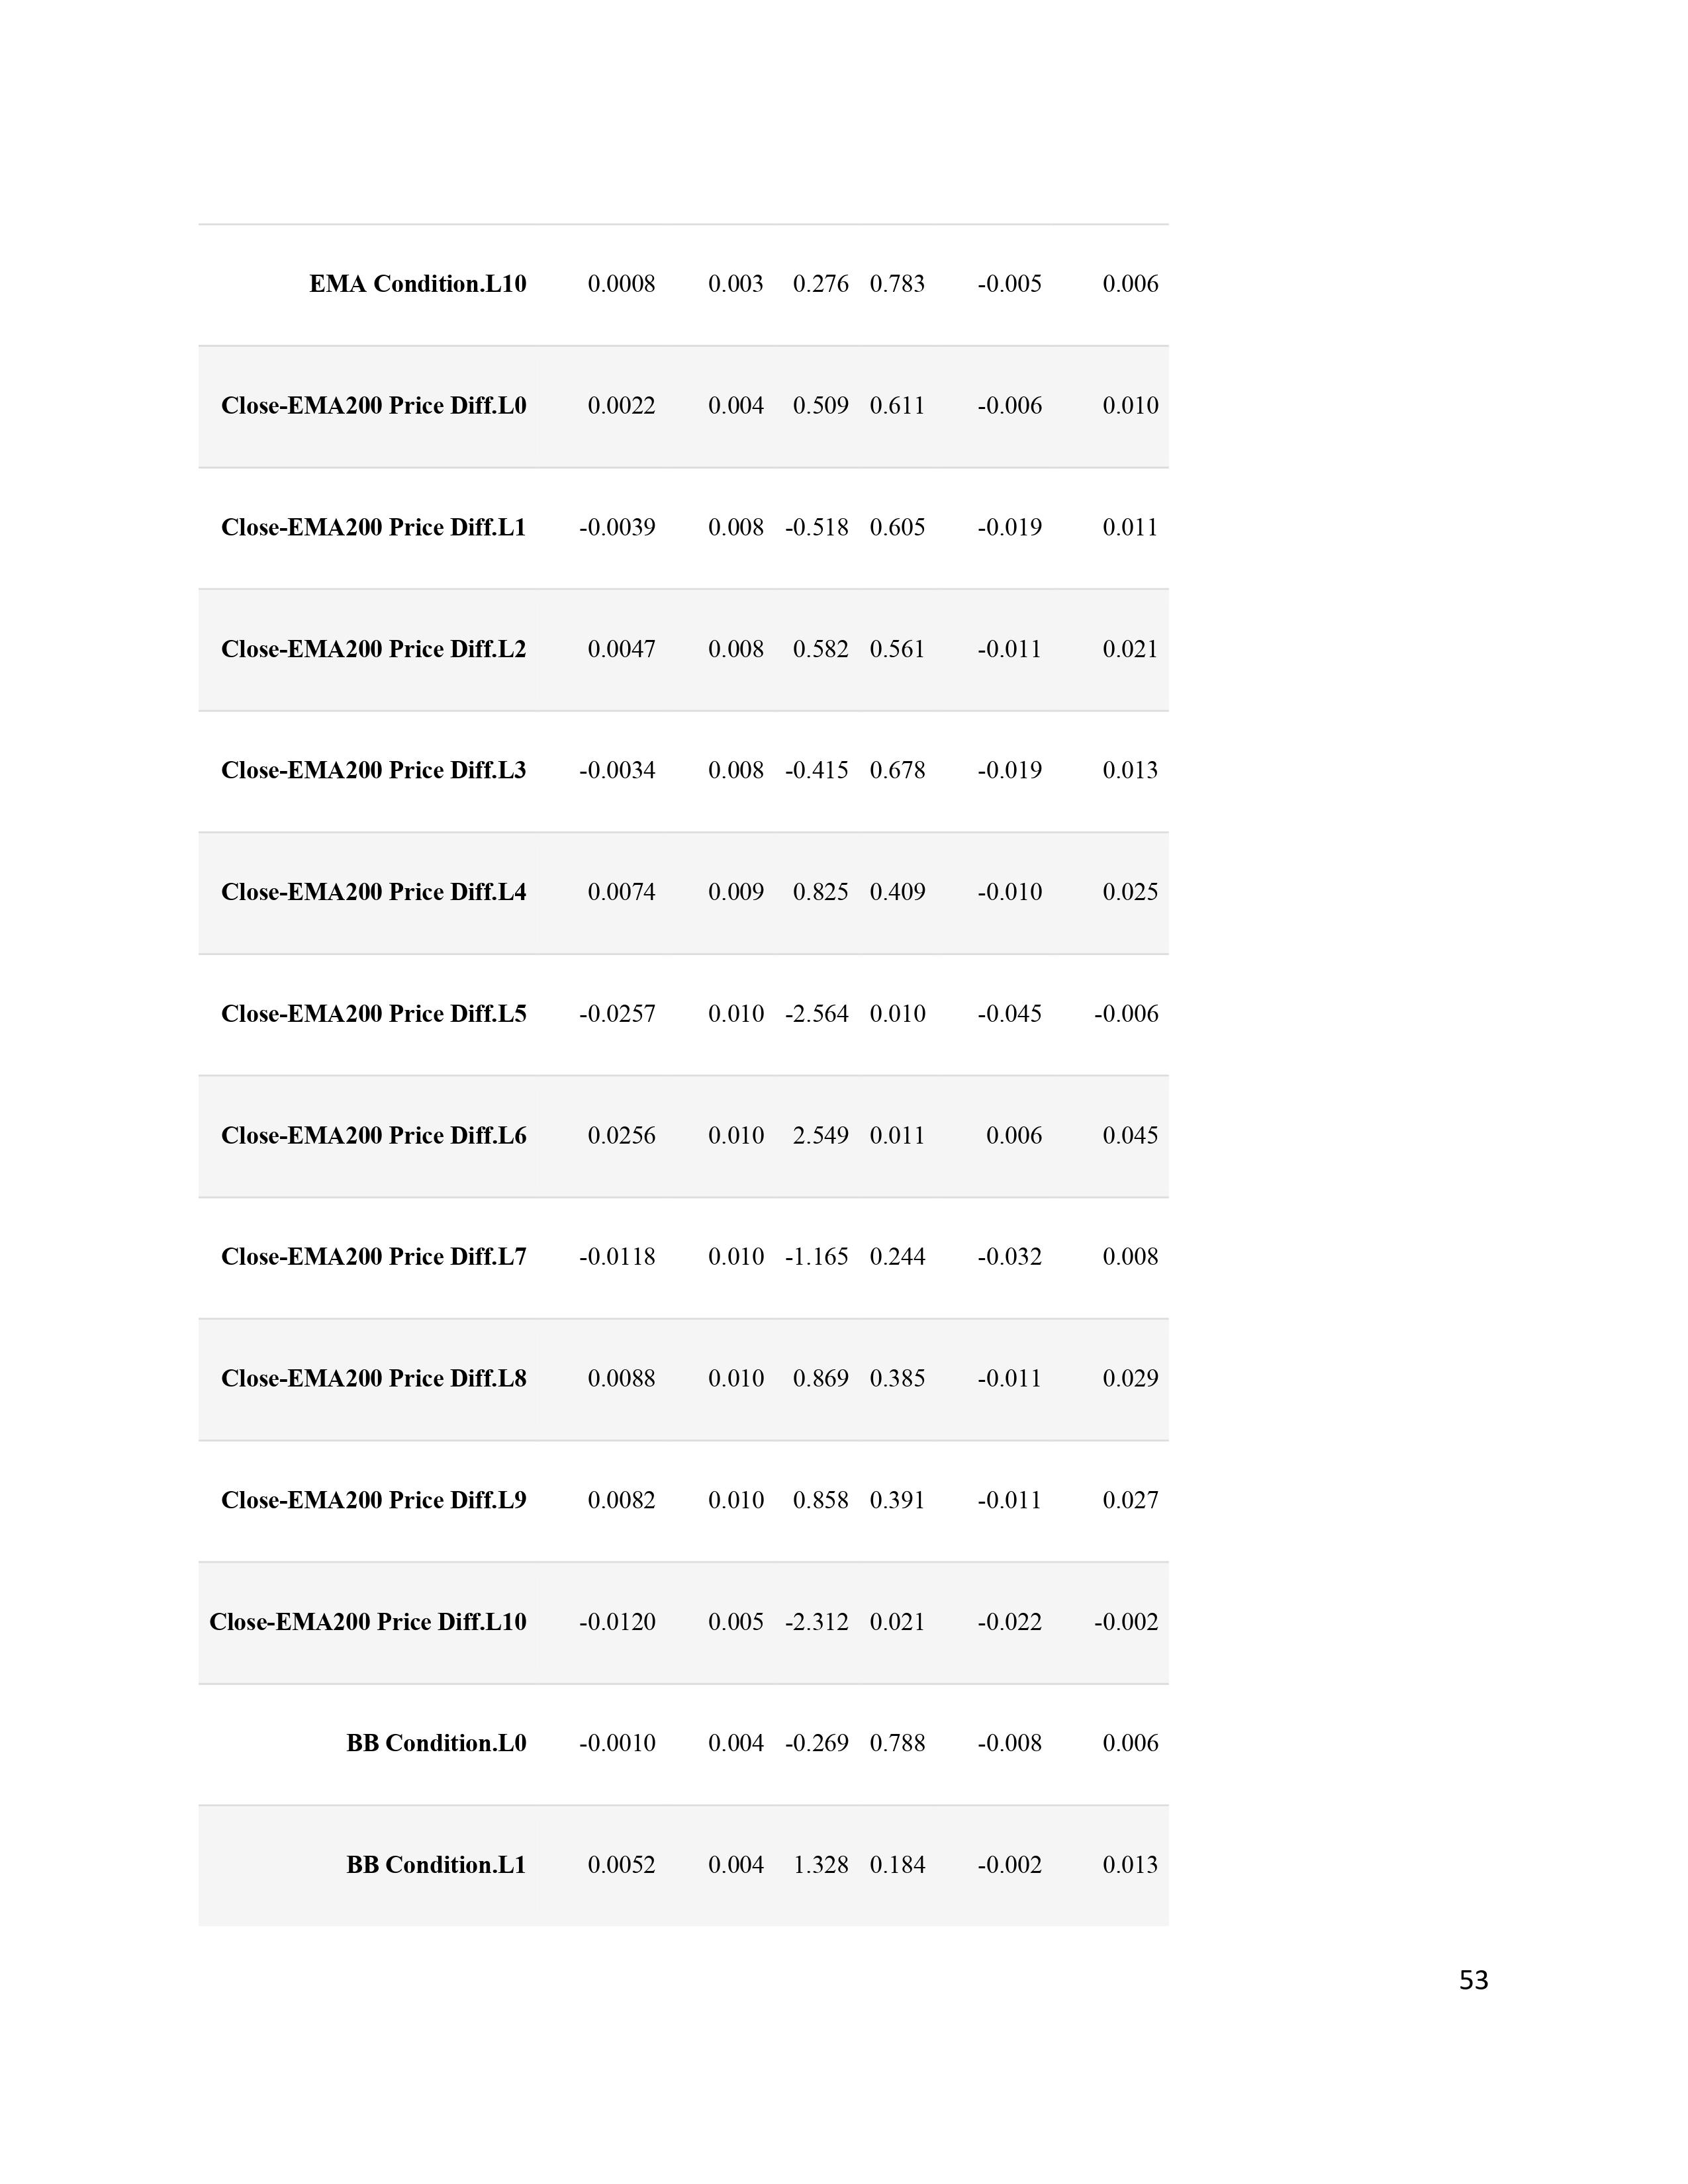 EMA Condition.L10 0.0008 0.003 0.276 0.783 -0.005 0.006
Close-EMA200 Price Diff.L0 0.0022 0.004 0.509 0.611 -0.006 0.010
Close-EMA200 Price Diff.L1 -0.0039 0.008 -0.518 0.605 -0.019 0.011
Close-EMA200 Price Diff.L2 0.0047 0.008 0.582 0.561 -0.011 0.021
Close-EMA200 Price Diff.L3 -0.0034 0.008 -0.415 0.678 -0.019 0.013
Close-EMA200 Price Diff.L4 0.0074 0.009 0.825 0.409 -0.010 0.025
Close-EMA200 Price Diff.L5 -0.0257 0.010 -2.564 0.010 -0.045 -0.006
Close-EMA200 Price Diff.L6 0.0256 0.010 2.549 0.011 0.006 0.045
Close-EMA200 Price Diff.L7 -0.0118 0.010 -1.165 0.244 -0.032 0.008
Close-EMA200 Price Diff.L8 0.0088 0.010 0.869 0.385 -0.011 0.029
Close-EMA200 Price Diff.L9 0.0082 0.010 0.858 0.391 -0.011 0.027
Close-EMA200 Price Diff.L10 -0.0120 0.005 -2.312 0.021 -0.022 -0.002
BB Condition.L0 -0.0010 0.004 -0.269 0.788 -0.008 0.006
BB Condition.L1 0.0052 0.004 1.328 0.184 -0.002 0.013
53